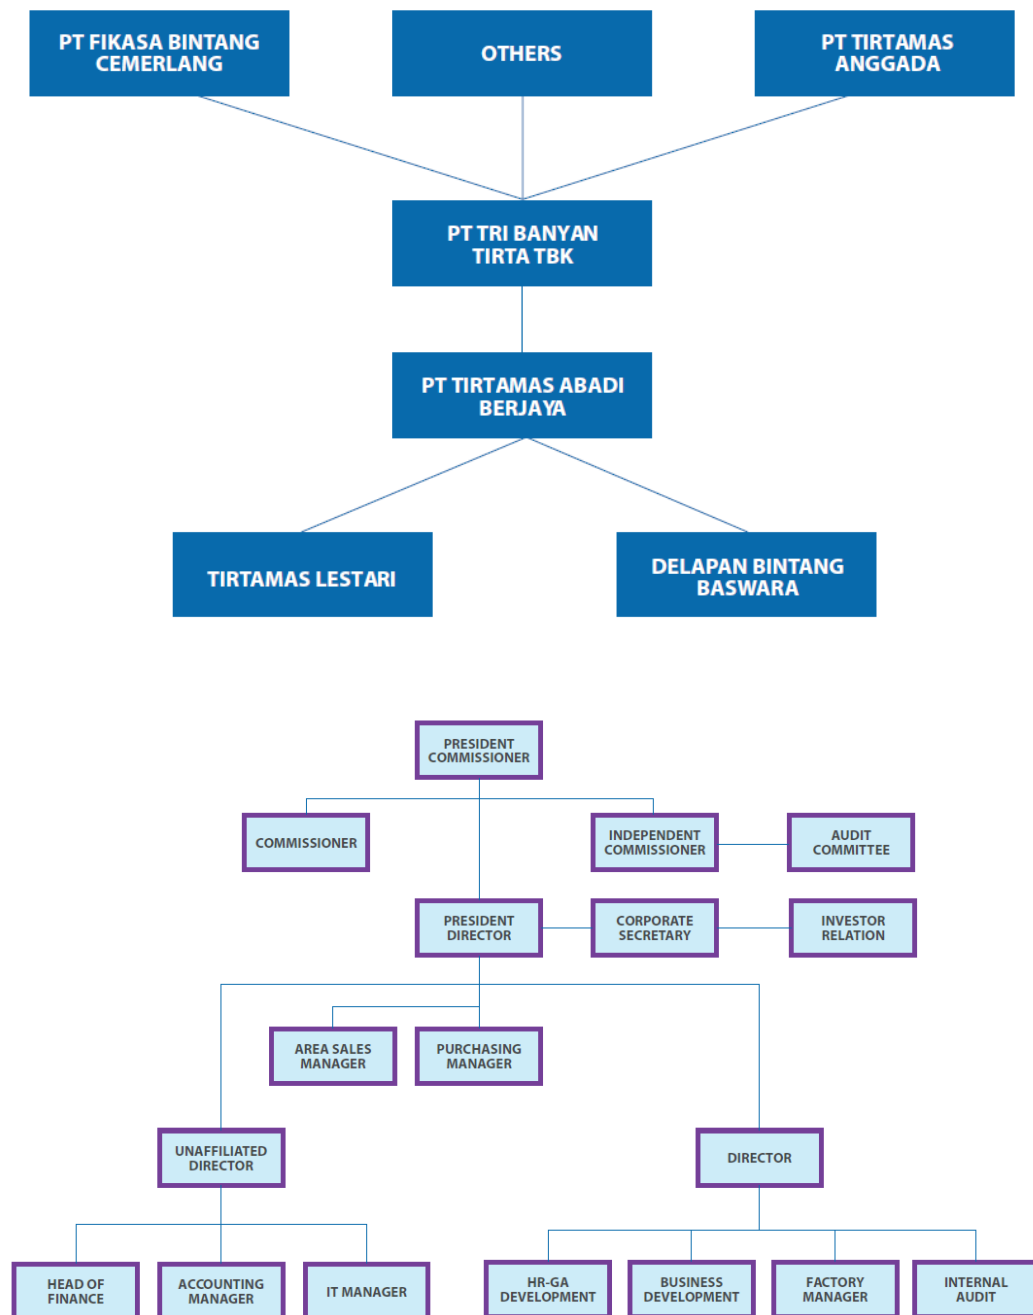 PT FIKASA BINTANG
CEMERLANG
OTHERS
PT TIRTAMAS
ANGGADA
PT TRI BANYAN
TIRTA TBK
PT TIRTAMAS ABADI
BERJAYA
TIRTAMAS LESTARI
DELAPAN BINTANG
BASWARA
PRESIDENT
COMMISSIONER
COMMISSIONER
INDEPENDENT
COMMISSIONER
AUDIT
COMMITTEE
PRESIDENT
DIRECTOR
CORPORATE
SECRETARY
INVESTOR
RELATION
AREA SALES
MANAGER
PURCHASING
MANAGER
UNAFFILIATED
DIRECTOR
DIRECTOR
HEAD OF
FINANCE
ACCOUNTING
MANAGER
IT MANAGER
HR-GA
DEVELOPMENT
BUSINESS
DEVELOPMENT
FACTORY
MANAGER
INTERNAL
AUDIT